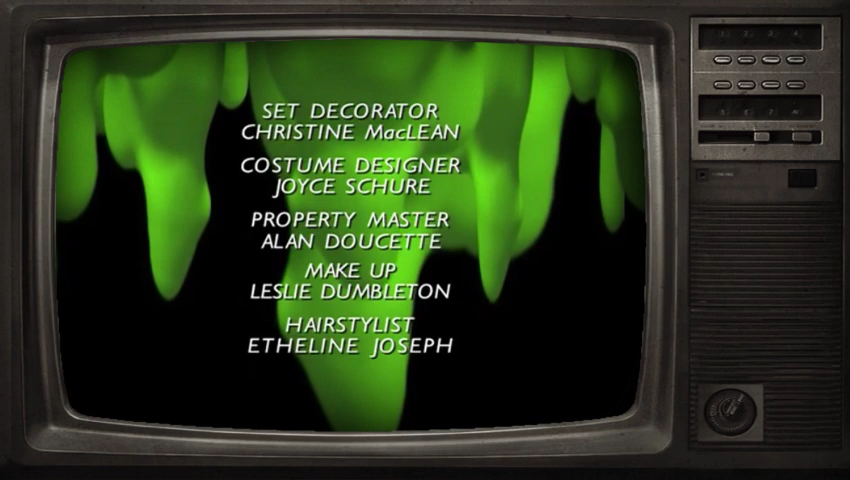 SET DECORATOR
CHRISTINE MacLEAN
COSTUME DESIGNER
JOYCE SCHURE
PROPERTY MASTER
ALAN DOUCETTE
MAKE UP
LESLIE DUMBLETON
HAIRSTYLIST
ETHELINE JOSEPH